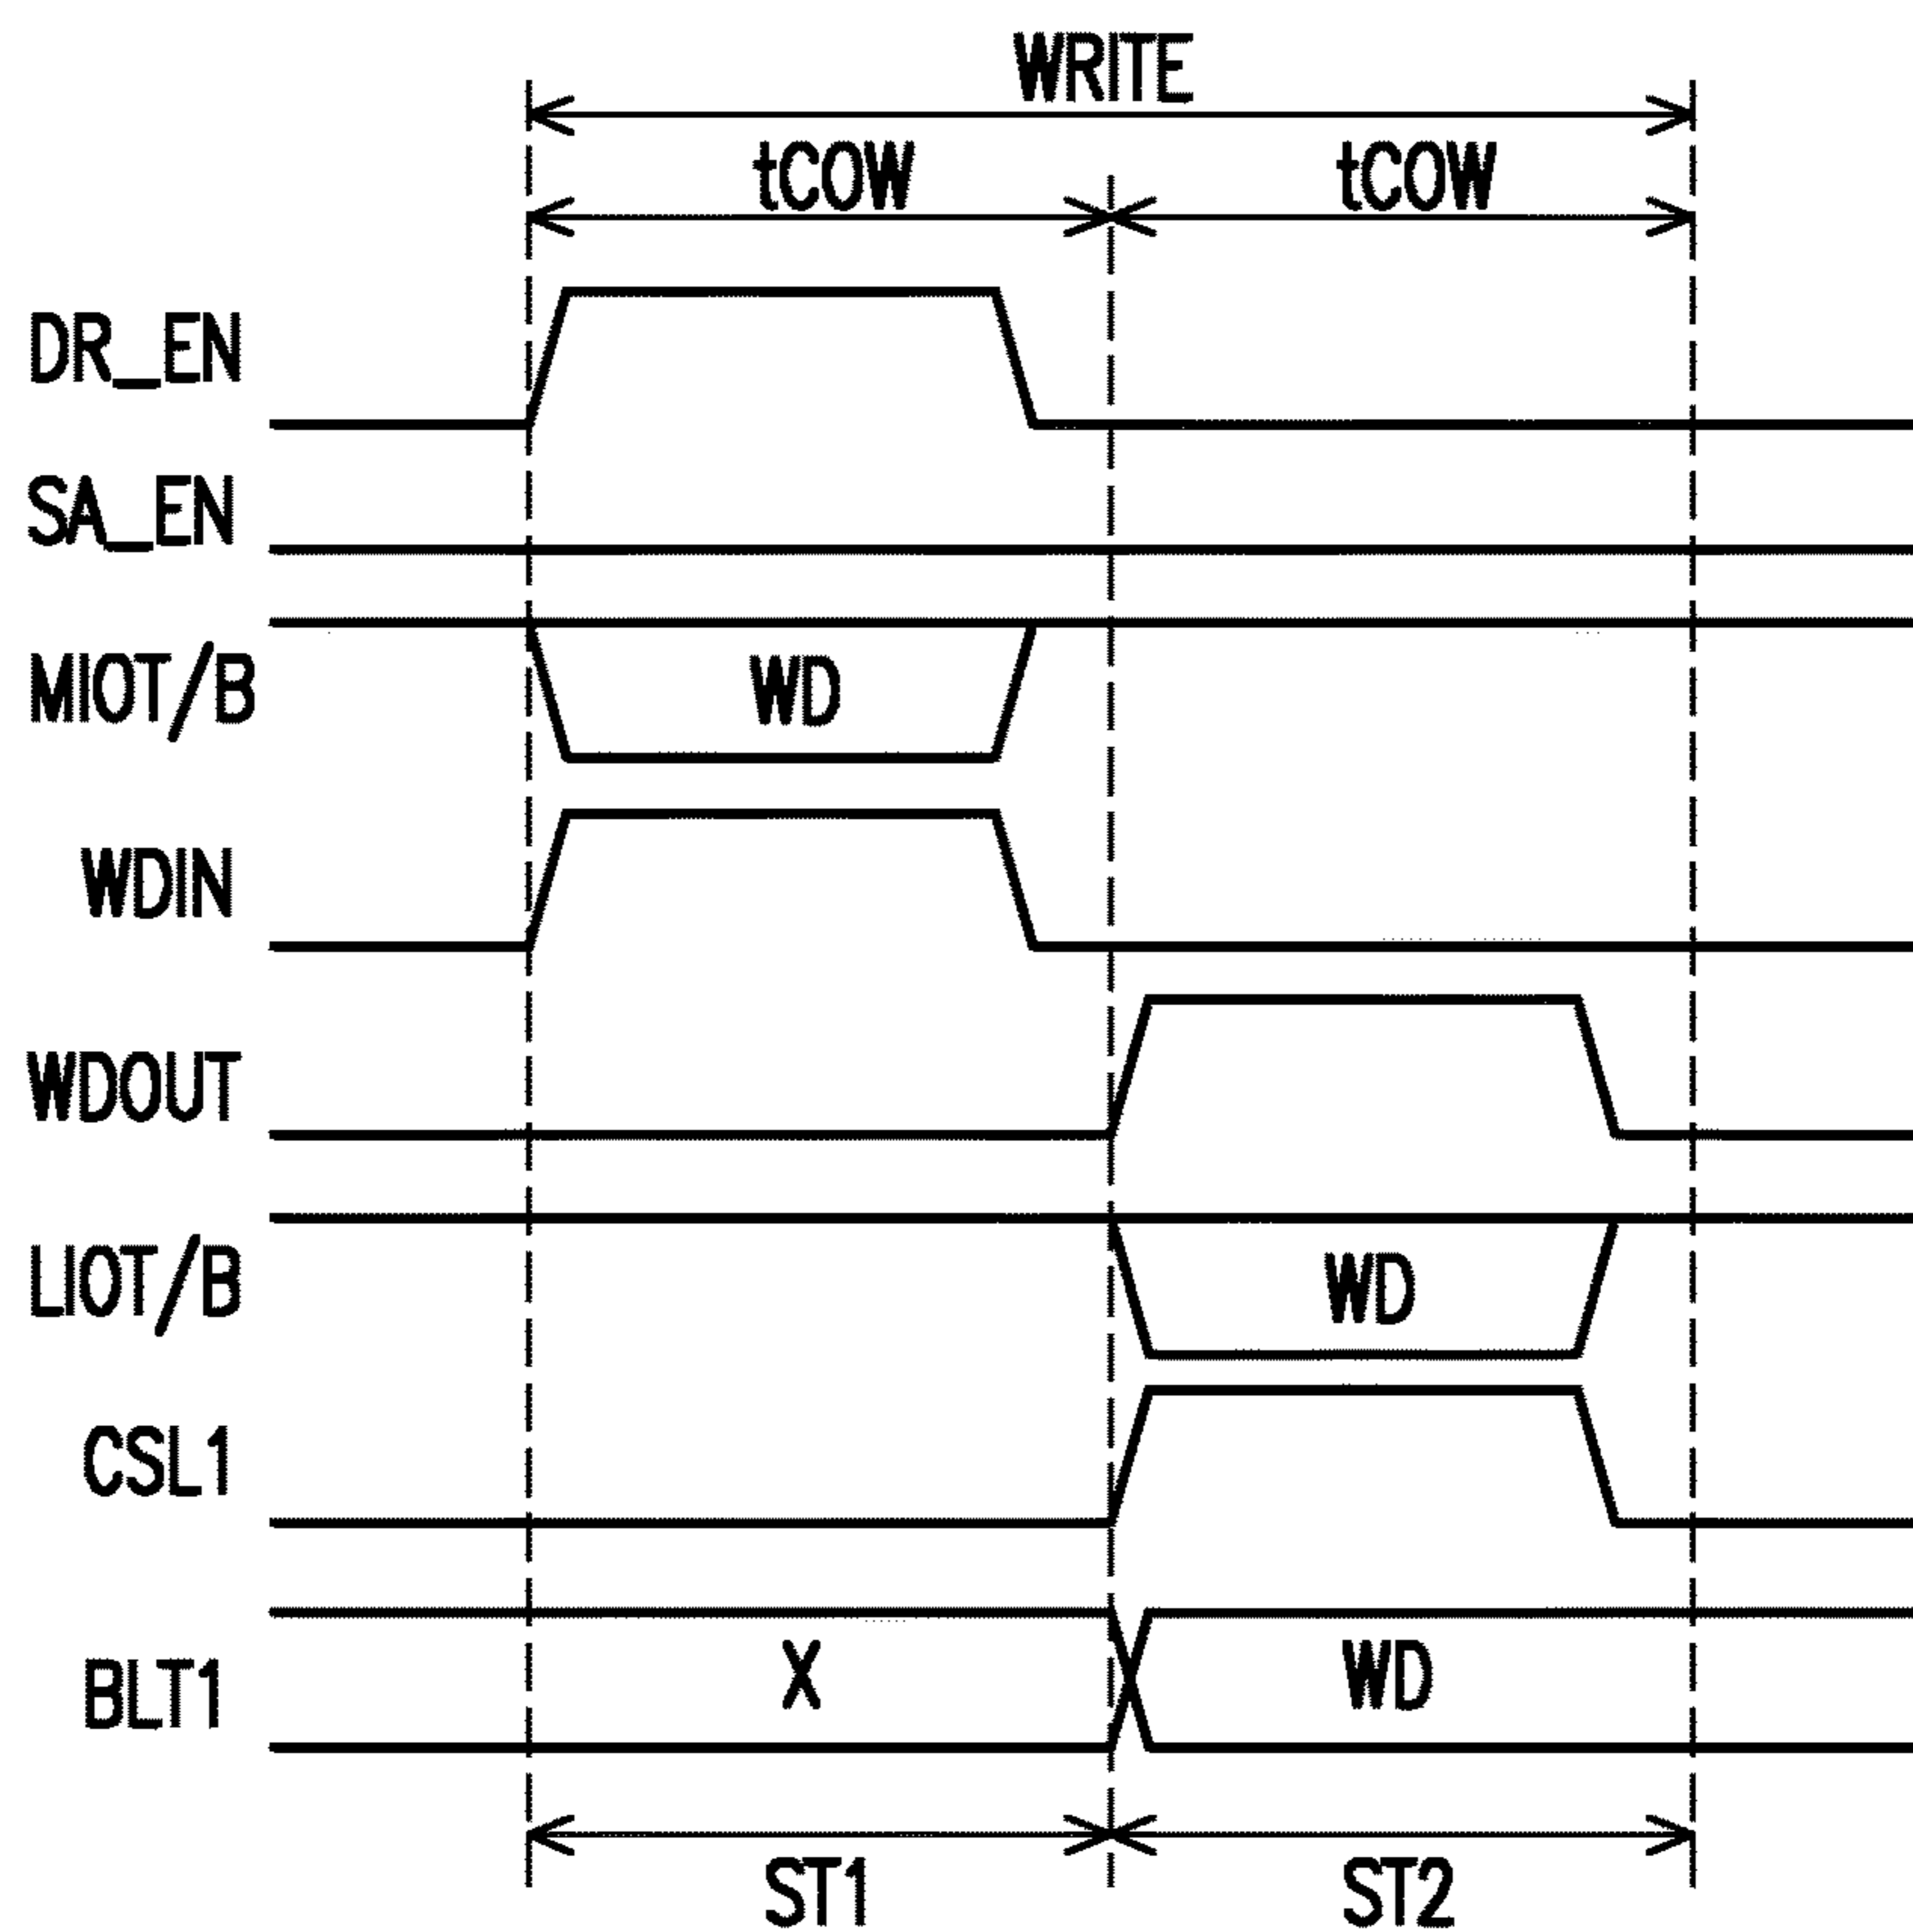 WRITE
tCOW tCOW
DR_EN
SA_EN
MIOT/B WD
WDIN
WDOUT
LIOT/B WD
CSL1
BLT1 X WD
ST1 ST2